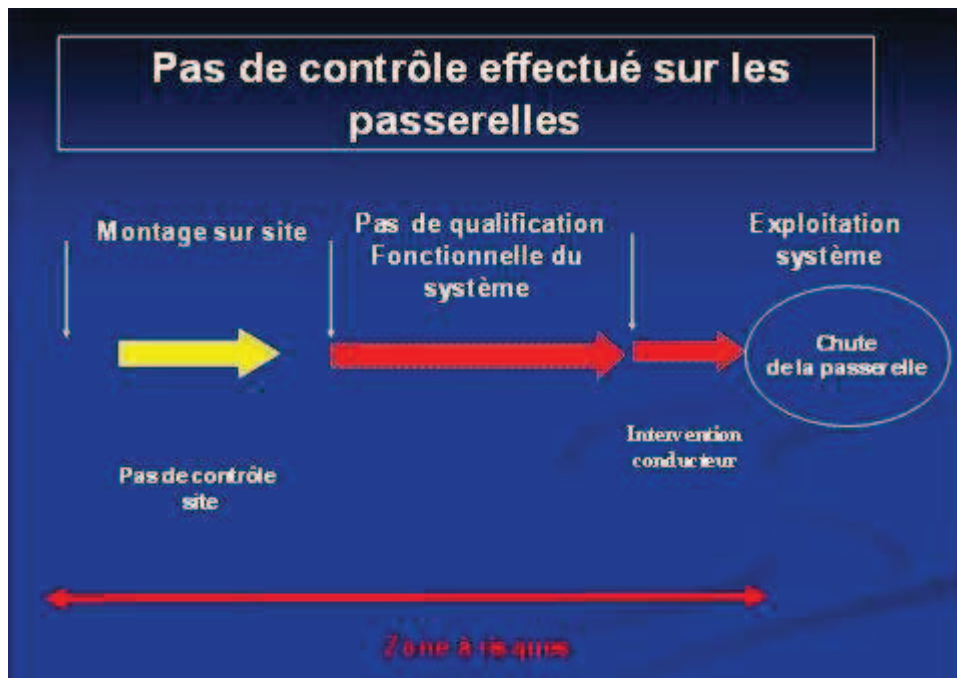 Pas de contrôle effectué sur les
passerelles
Montage sur site
Pas de qualification
Fonctionnelle du
système
Exploitation
système
Chute
de la passerelle
Intervention
conducteur
Pas de contrôle
site
Zone à risques